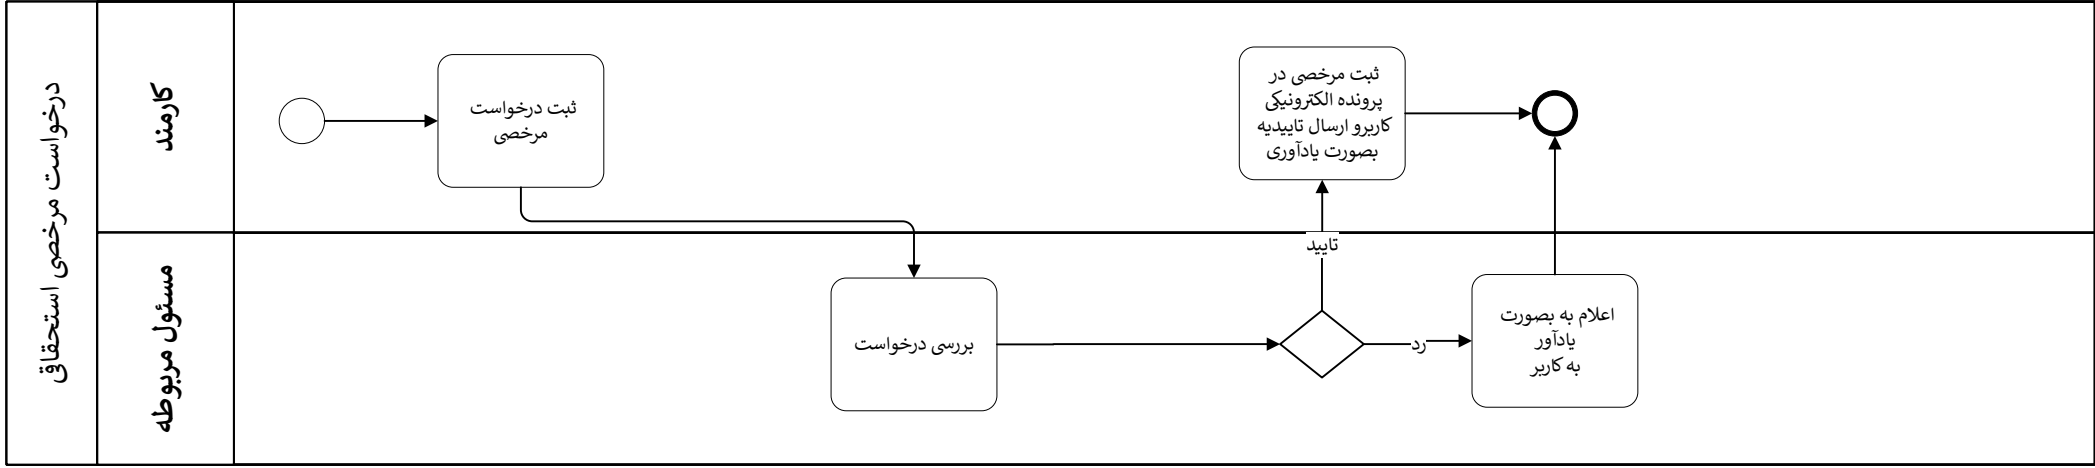 درخواست مرخصی استحقاقی
کارمند
ثبت درخواست
مرخصی
ثبت مرخصی در
پرونده الکترونیکی
کاربرو ارسال تاییدیه
بصورت یادآوری
مسئول مربوطه
بررسی درخواست
تایید
رد
اعلام به بصورت
یادآور
به کاربر